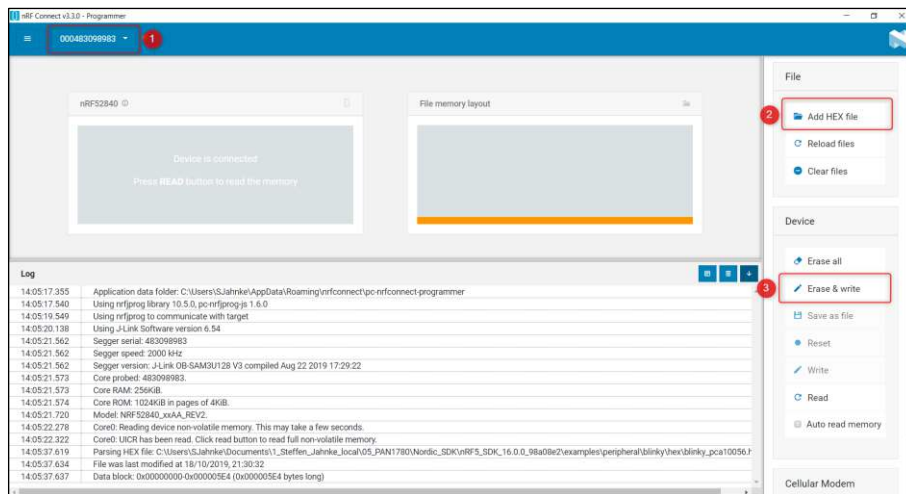 nRF Connect v3.3.0 - Programmer
000483098983
1
nRF52840
Device is connected
Press READ button to read the memory
File memory layout
File
2
Add HEX file
Reload files
Clear files
Device
Erase all
3
Erase & write
Save as file
Reset
Write
Read
Auto read memory
Cellular Modem
Log
14:05:17.355 Application data folder: C:\Users\SJahnke\AppData\Roaming\nrfconnect\pc-nrfconnect-programmer
14:05:17.540 Using nrfjprog library 10.5.0, pc-nrfjprog-js 1.6.0
14:05:19.549 Using nrfjprog to communicate with target
14:05:20.138 Using J-Link Software version 6.54
14:05:21.562 Segger serial: 483098983
14:05:21.562 Segger speed: 2000 kHz
14:05:21.562 Segger version: J-Link OB-SAM3U128 V3 compiled Aug 22 2019 17:29:22
14:05:21.573 Core probed: 483098983.
14:05:21.573 Core RAM: 256KiB.
14:05:21.574 Core ROM: 1024KiB in pages of 4KiB.
14:05:21.720 Model: NRF52840_xxAA_REV2.
14:05:22.278 Core0: Reading device non-volatile memory. This may take a few seconds.
14:05:22.322 Core0: UICR has been read. Click read button to read full non-volatile memory.
14:05:37.619 Parsing HEX file: C:\Users\SJahnke\Documents\1_Steffen_Jahnke_local\05_PAN1780\Nordic_SDK\nRF5_SDK_16.0.0_98a08e2\examples\peripheral\blinky\hex\blinky_pca10056.h
14:05:37.634 File was last modified at 18/10/2019, 21:30:32
14:05:37.637 Data block: 0x00000000-0x000005E4 (0x000005E4 bytes long)